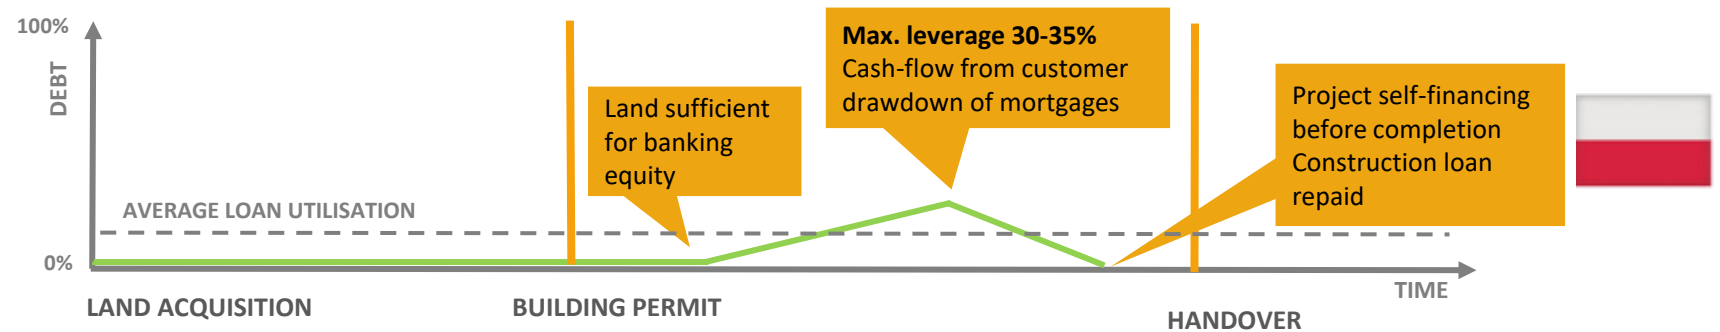 100%
DEBT
0%
AVERAGE LOAN UTILISATION
Land sufficient
for banking
equity
Max. leverage 30-35%
Cash-flow from customer
drawdown of mortgages
Project self-financing
before completion
Construction loan
repaid
TIME
LAND ACQUISITION
BUILDING PERMIT
HANDOVER